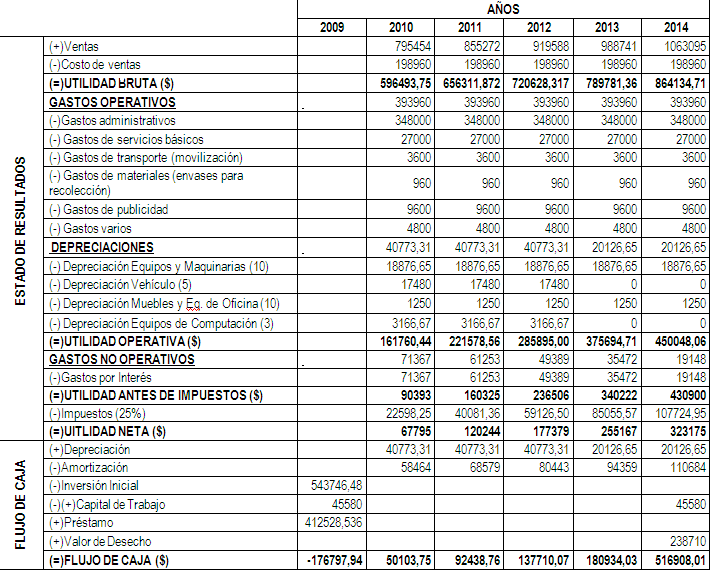 AÑOS
2009 2010 2011 2012 2013 2014
ESTADO DE RESULTADOS
(+)Ventas 795454 855272 919588 988741 1063095
(-)Costo de ventas 198960 198960 198960 198960 198960
(=)UTILIDAD BRUTA ($) 596493,75 656311,872 720628,317 789781,36 864134,71
GASTOS OPERATIVOS 393960 393960 393960 393960 393960
(-)Gastos administrativos 348000 348000 348000 348000 348000
(-) Gastos de servicios básicos 27000 27000 27000 27000 27000
(-) Gastos de transporte (movilización) 3600 3600 3600 3600 3600
(-) Gastos de materiales (envases para
recolección) 960 960 960 960 960
(-) Gastos de publicidad 9600 9600 9600 9600 9600
(-) Gastos varios 4800 4800 4800 4800 4800
DEPRECIACIONES 40773,31 40773,31 40773,31 20126,65 20126,65
(-) Depreciación Equipos y Maquinarias (10) 18876,65 18876,65 18876,65 18876,65 18876,65
(-) Depreciación Vehículo (5) 17480 17480 17480 0 0
(-) Depreciación Muebles y Eg. de Oficina (10) 1250 1250 1250 1250 1250
(-) Depreciación Equipos de Computación (3) 3166,67 3166,67 3166,67 0 0
(=)UTILIDAD OPERATIVA ($) 161760,44 221578,56 285895,00 375694,71 450048,06
GASTOS NO OPERATIVOS 71367 61253 49389 35472 19148
(-)Gastos por Interés 71367 61253 49389 35472 19148
(=)UTILIDAD ANTES DE IMPUESTOS ($) 90393 160325 236506 340222 430900
(-)Impuestos (25%) 22598,25 40081,36 59126,50 85055,57 107724,95
(=)UITLIDAD NETA ($) 67795 120244 177379 255167 323175
FLUJO DE CAJA
(+)Depreciación 40773,31 40773,31 40773,31 20126,65 20126,65
(-)Amortización 58464 68579 80443 94359 110684
(-)Inversión Inicial 543746,48
(-)(+)Capital de Trabajo 45580 45580
(+)Préstamo 412528,536
(+)Valor de Desecho 238710
(=)FLUJO DE CAJA ($) -176797,94 50103,75 92438,76 137710,07 180934,03 516908,01